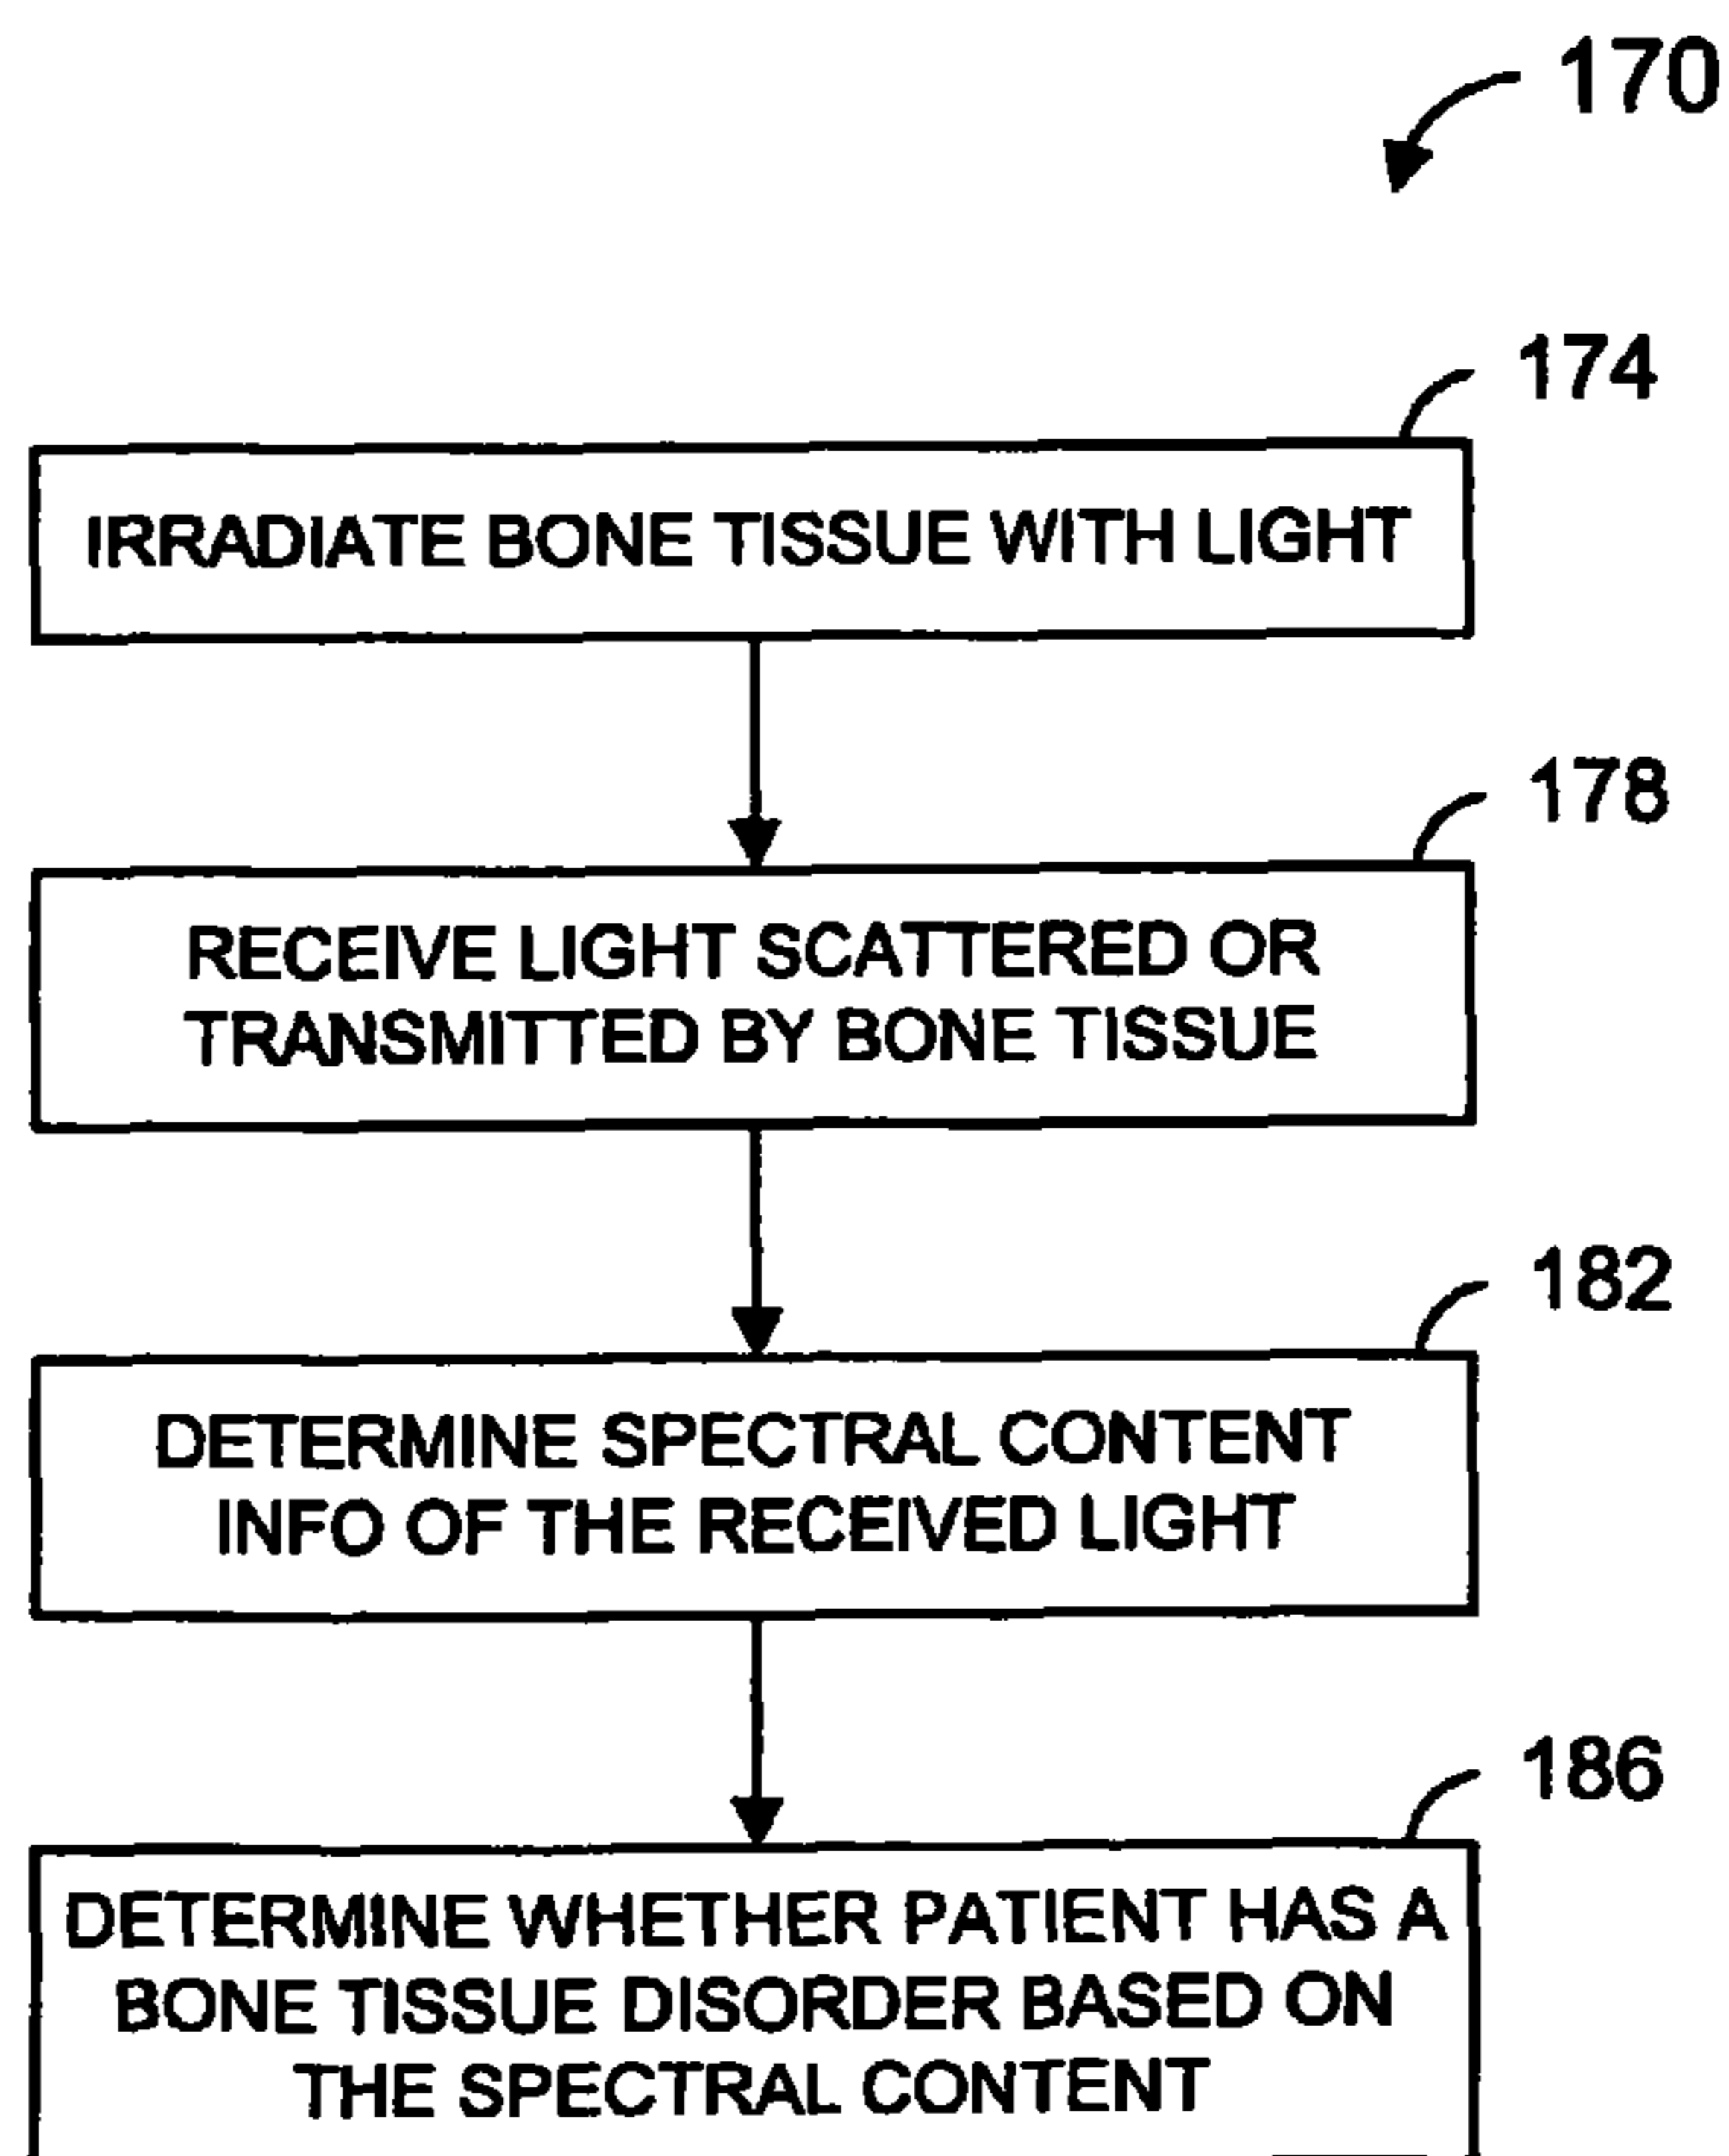 170
174
IRRADIATE BONE TISSUE WITH LIGHT
178
RECEIVE LIGHT SCATTERED OR
TRANSMITTED BY BONE TISSUE
182
DETERMINE SPECTRAL CONTENT
INFO OF THE RECEIVED LIGHT
186
DETERMINE WHETHER PATIENT HAS A
BONE TISSUE DISORDER BASED ON
THE SPECTRAL CONTENT